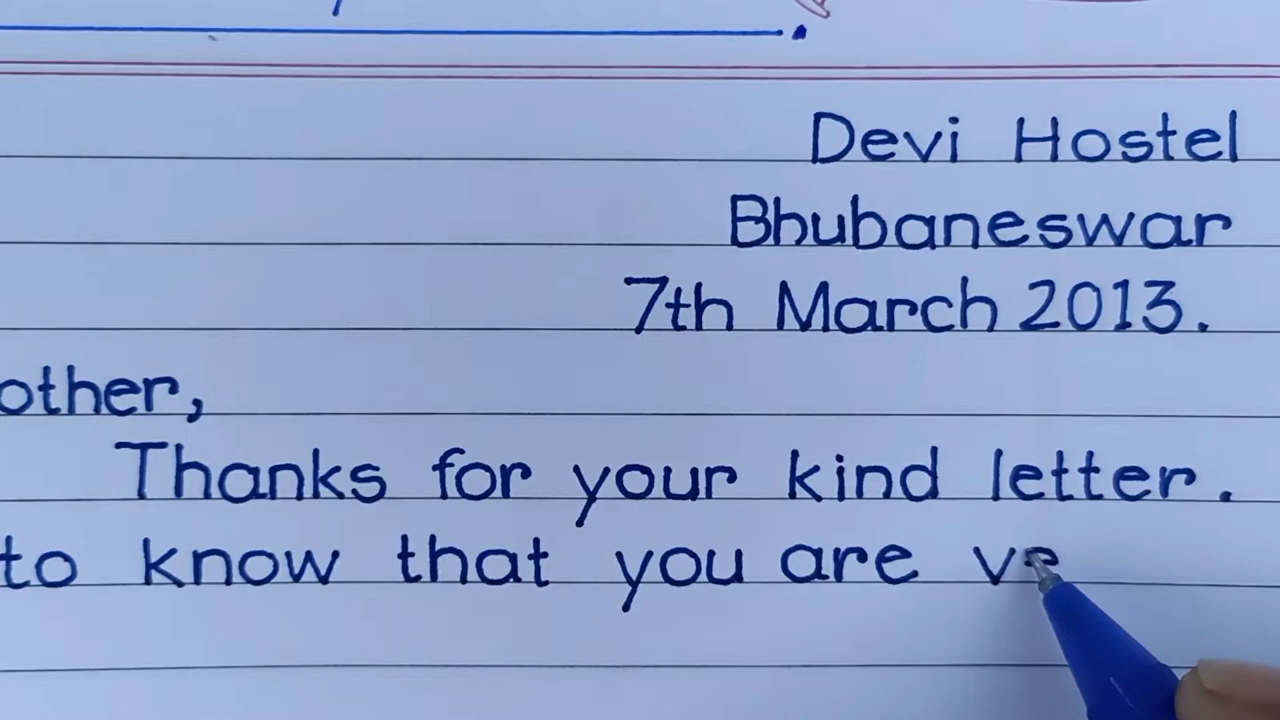 Devi Hostel
Bhubaneswar
7th March 2013.
other,
Thanks for your kind letter.
to know that you are ve